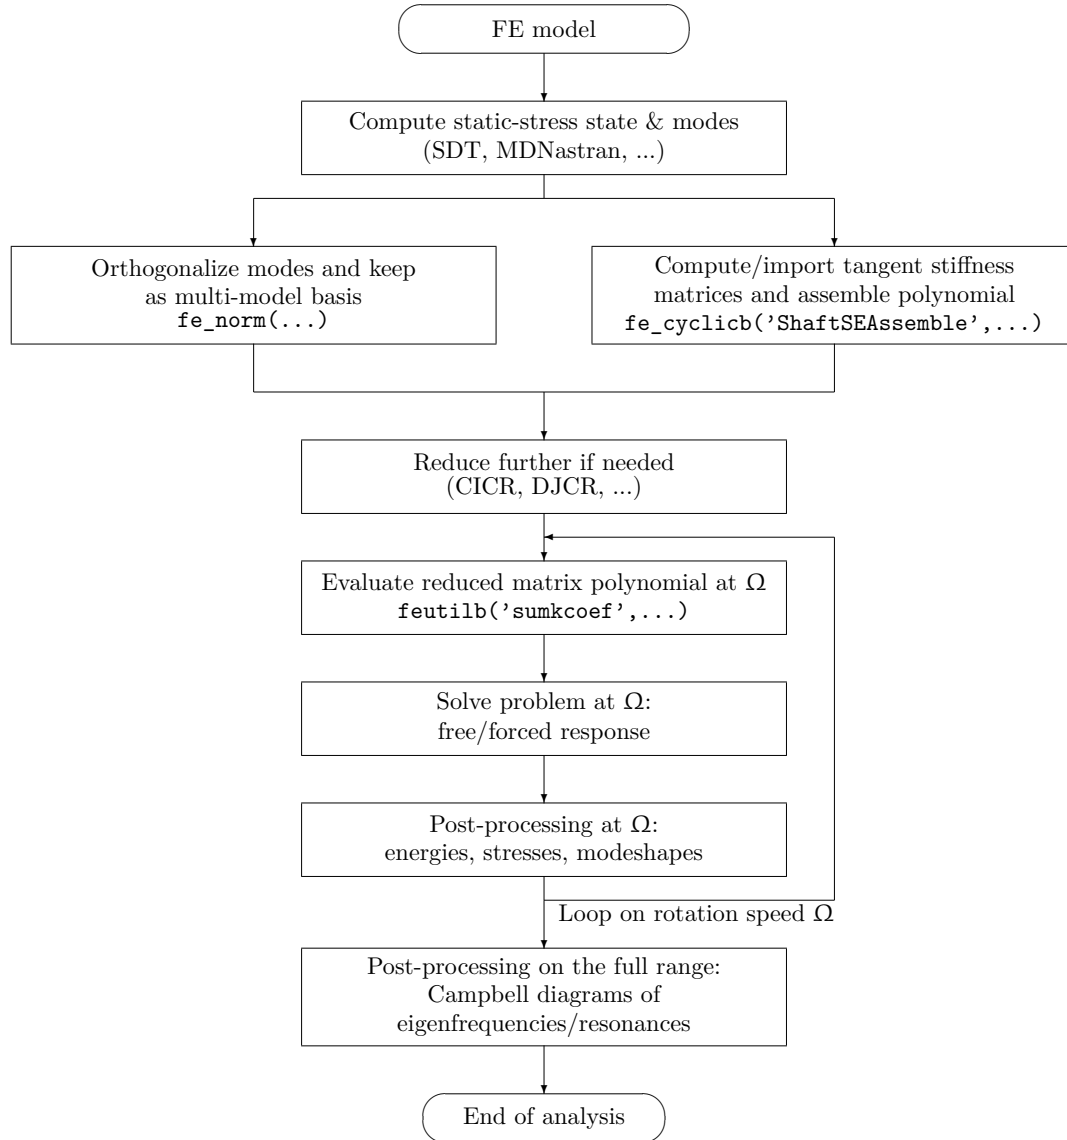 FE model
Compute static-stress state & modes
(SDT, MDNastran, ...)
Orthogonalize modes and keep
as multi-model basis
fe_norm(...)
Compute/import tangent stiffness
matrices and assemble polynomial
fe_cyclicb('ShaftSEAssemble',...)
Reduce further if needed
(CICR, DJCR, ...)
Evaluate reduced matrix polynomial at Ω
feutilb('sumkcoef',...)
Solve problem at Ω:
free/forced response
Post-processing at Ω:
energies, stresses, modeshapes
Loop on rotation speed Ω
Post-processing on the full range:
Campbell diagrams of
eigenfrequencies/resonances
End of analysis